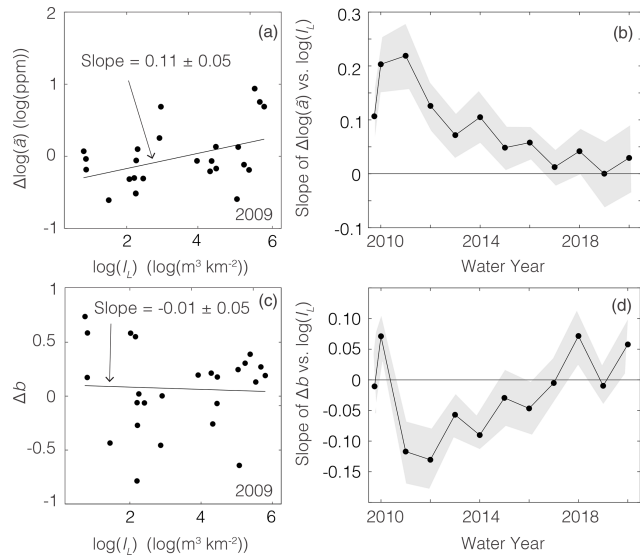 (a)
Slope = 0.11 ± 0.05
Δlog(ã) (log(ppm))
1
0
-1
2009
2
4
6
log(I_L) (log(m³ km⁻²))
(b)
Slope of Δlog(ã) vs. log(I_L)
0.3
0.2
0.1
0
-0.1
2010
2014
2018
Water Year
(c)
Slope = -0.01 ± 0.05
Δb
1
0.5
0
-0.5
-1
2009
2
4
6
log(I_L) (log(m³ km⁻²))
(d)
Slope of Δb vs. log(I_L)
0.10
0.05
0
-0.05
-0.10
-0.15
2010
2014
2018
Water Year